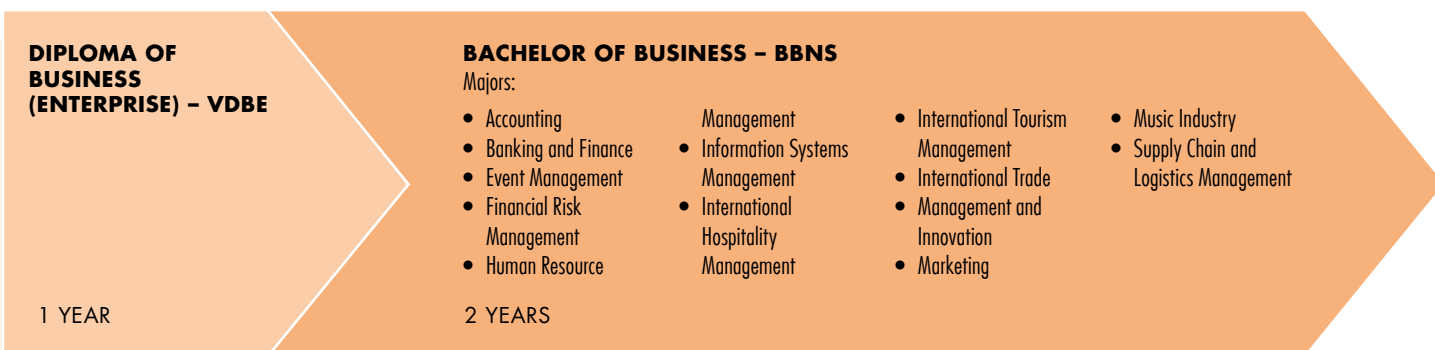 DIPLOMA OF
BUSINESS
(ENTERPRISE) – VDBE
1 YEAR
BACHELOR OF BUSINESS – BBNS
Majors:
• Accounting
• Banking and Finance
• Event Management
• Financial Risk
Management
• Human Resource
Management
• Information Systems
Management
• International
Hospitality
Management
• International Tourism
Management
• International Trade
• Management and
Innovation
• Marketing
• Music Industry
• Supply Chain and
Logistics Management
2 YEARS